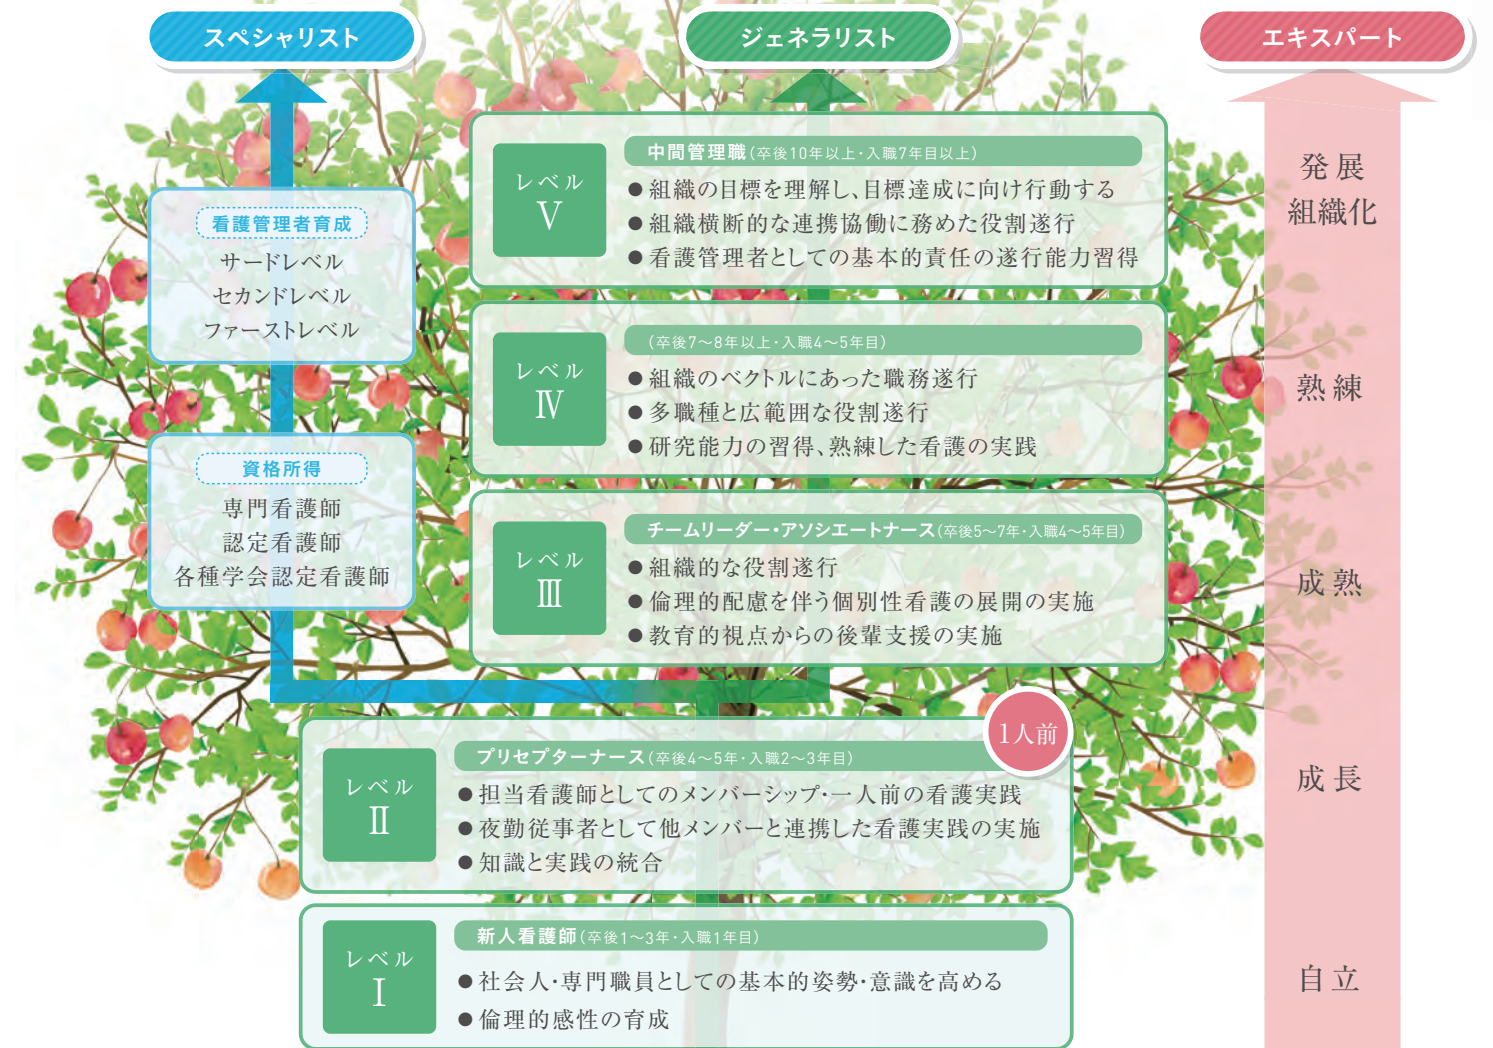 スペシャリスト
ジェネラリスト
エキスパート
看護管理者育成
サードレベル
セカンドレベル
ファーストレベル
資格所得
専門看護師
認定看護師
各種学会認定看護師
レベル
Ⅴ
中間管理職(卒後10年以上・入職7年目以上)
●組織の目標を理解し、目標達成に向け行動する
●組織横断的な連携協働に務めた役割遂行
●看護管理者としての基本的責任の遂行能力習得
レベル
Ⅳ
(卒後7〜8年以上・入職4〜5年目)
●組織のベクトルにあった職務遂行
●多職種と広範囲な役割遂行
●研究能力の習得、熟練した看護の実践
レベル
Ⅲ
チームリーダー・アソシエートナース(卒後5〜7年・入職4〜5年目)
●組織的な役割遂行
●倫理的配慮を伴う個別性看護の展開の実施
●教育的視点からの後輩支援の実施
1人前
レベル
Ⅱ
プリセプターナース(卒後4〜5年・入職2〜3年目)
●担当看護師としてのメンバーシップ・一人前の看護実践
●夜勤従事者として他メンバーと連携した看護実践の実施
●知識と実践の統合
レベル
Ⅰ
新人看護師(卒後1〜3年・入職1年目)
●社会人・専門職員としての基本的姿勢・意識を高める
●倫理的感性の育成
発展
組織化
熟練
成熟
成長
自立